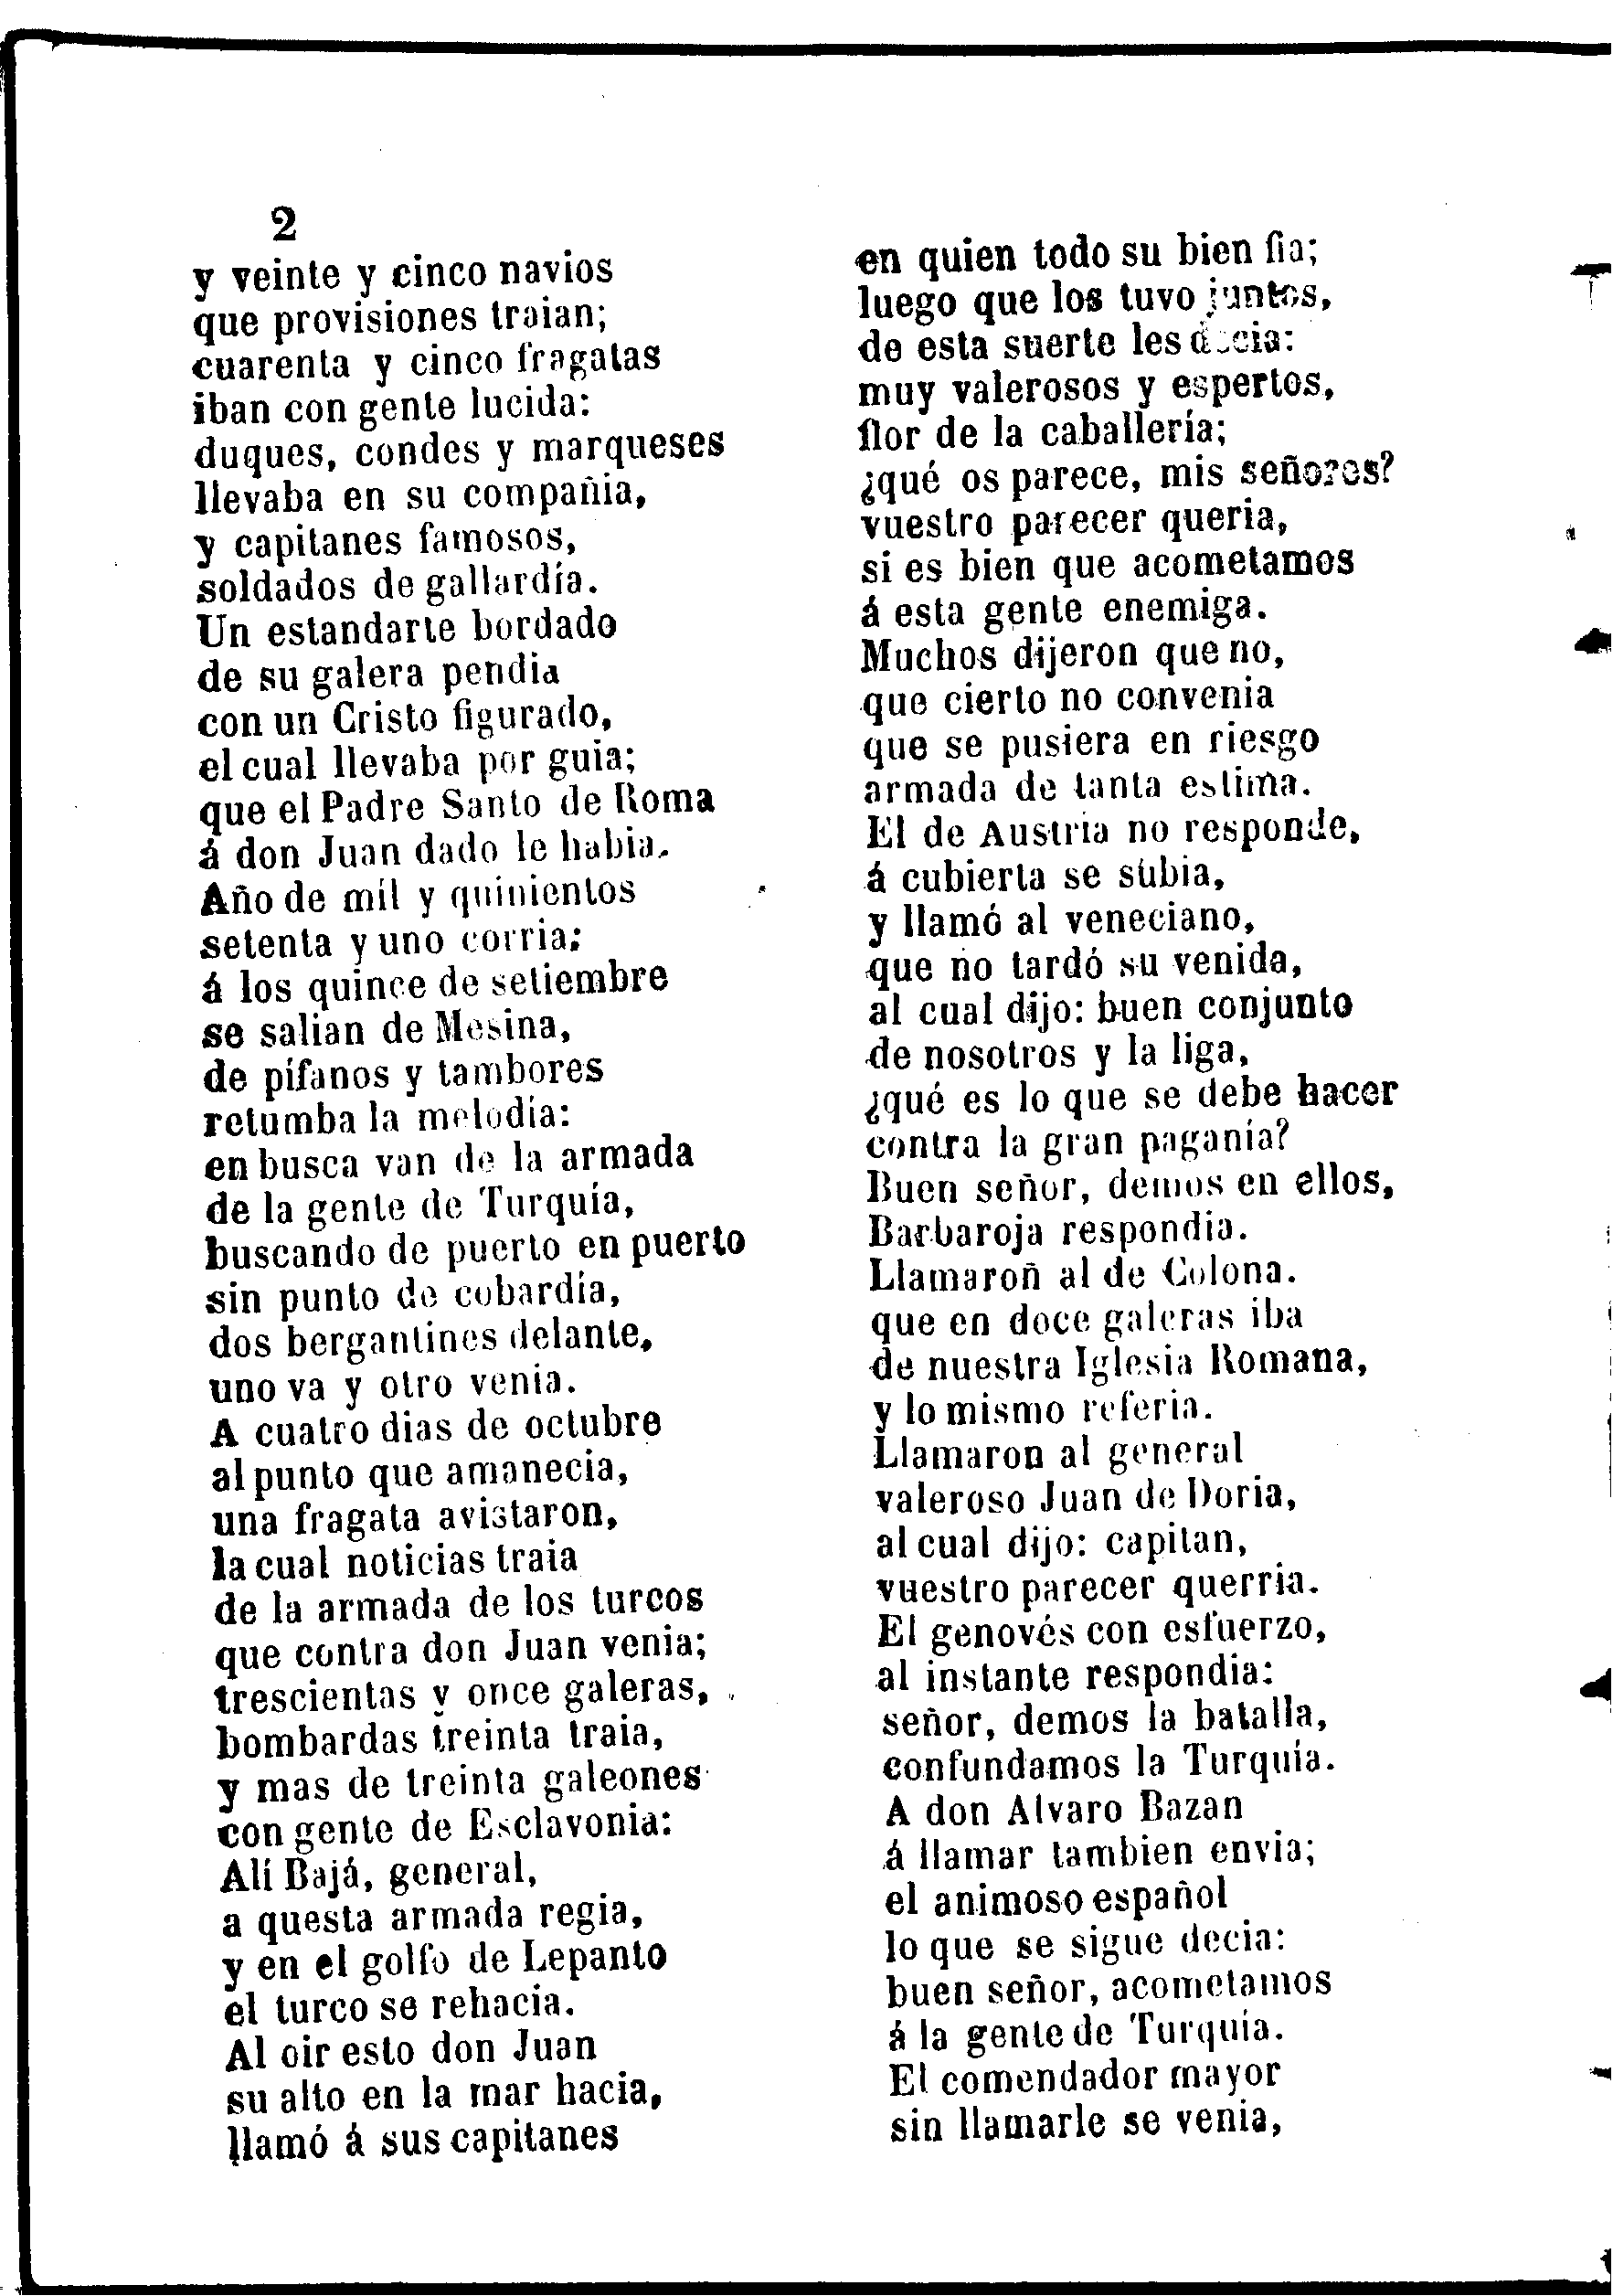 2
y veinte y cinco navios
que provisiones traian;
cuarenta y cinco fragatas
iban con gente lucida:
duques, condes y marqueses
llevaba en su compañia,
y capitanes famosos,
soldados de gallardía.
Un estandarte bordado
de su galera pendia
con un Cristo figurado,
el cual llevaba por guia;
que el Padre Santo de Roma
á don Juan dado le habia.
Año de mil y quinientos
setenta y uno corria:
á los quince de setiembre
se salian de Mesina,
de pífanos y tambores
retumba la melodía:
en busca van de la armada
de la gente de Turquía,
buscando de puerto en puerto
sin punto de cobardía,
dos bergantines delante,
uno va y otro venia.
A cuatro dias de octubre
al punto que amanecia,
una fragata avistaron,
la cual noticias traia
de la armada de los turcos
que contra don Juan venia;
trescientas y once galeras,
bombardas treinta traia,
y mas de treinta galeones
con gente de Esclavonia:
Alí Bajá, general,
a questa armada regia,
y en el golfo de Lepanto
el turco se rehacia.
Al oir esto don Juan
su alto en la mar hacia,
llamó á sus capitanes
en quien todo su bien fia;
luego que los tuvo juntos,
de esta suerte les decia:
muy valerosos y espertos,
flor de la caballería;
¿qué os parece, mis señores?
vuestro parecer queria,
si es bien que acometamos
á esta gente enemiga.
Muchos dijeron que no,
que cierto no convenia
que se pusiera en riesgo
armada de tanta estima.
El de Austria no responde,
á cubierta se subia,
y llamó al veneciano,
que no tardó su venida,
al cual dijo: buen conjunto
de nosotros y la liga,
¿qué es lo que se debe hacer
contra la gran paganía?
Buen señor, demos en ellos,
Barbaroja respondia.
Llamaron al de Colona.
que en doce galeras iba
de nuestra Iglesia Romana,
y lo mismo referia.
Llamaron al general
valeroso Juan de Doria,
al cual dijo: capitan,
vuestro parecer querria.
El genovés con esfuerzo,
al instante respondia:
señor, demos la batalla,
confundamos la Turquía.
A don Alvaro Bazan
á llamar tambien envia;
el animoso español
lo que se sigue decia:
buen señor, acometamos
á la gente de Turquia.
El comendador mayor
sin llamarle se venia,